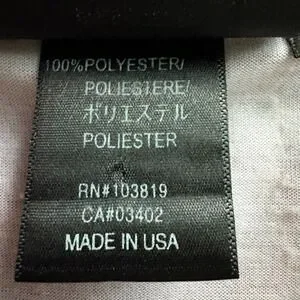 100%POLYESTER/
POLIESTERE/
ポリエステル
POLIESTER
RN#103819
CA#03402
MADE IN USA